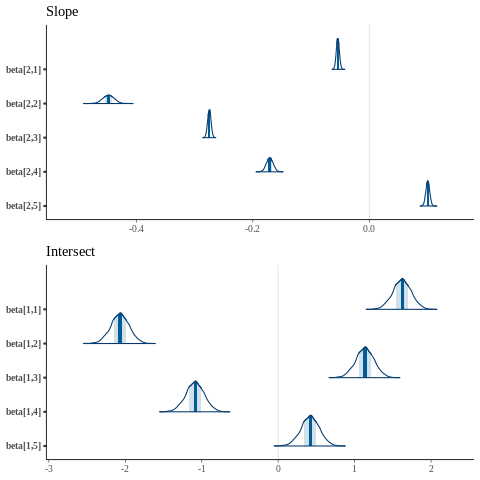 Slope
beta[2,1]
beta[2,2]
beta[2,3]
beta[2,4]
beta[2,5]
-0.4 -0.2 0.0
Intersect
beta[1,1]
beta[1,2]
beta[1,3]
beta[1,4]
beta[1,5]
-3 -2 -1 0 1 2